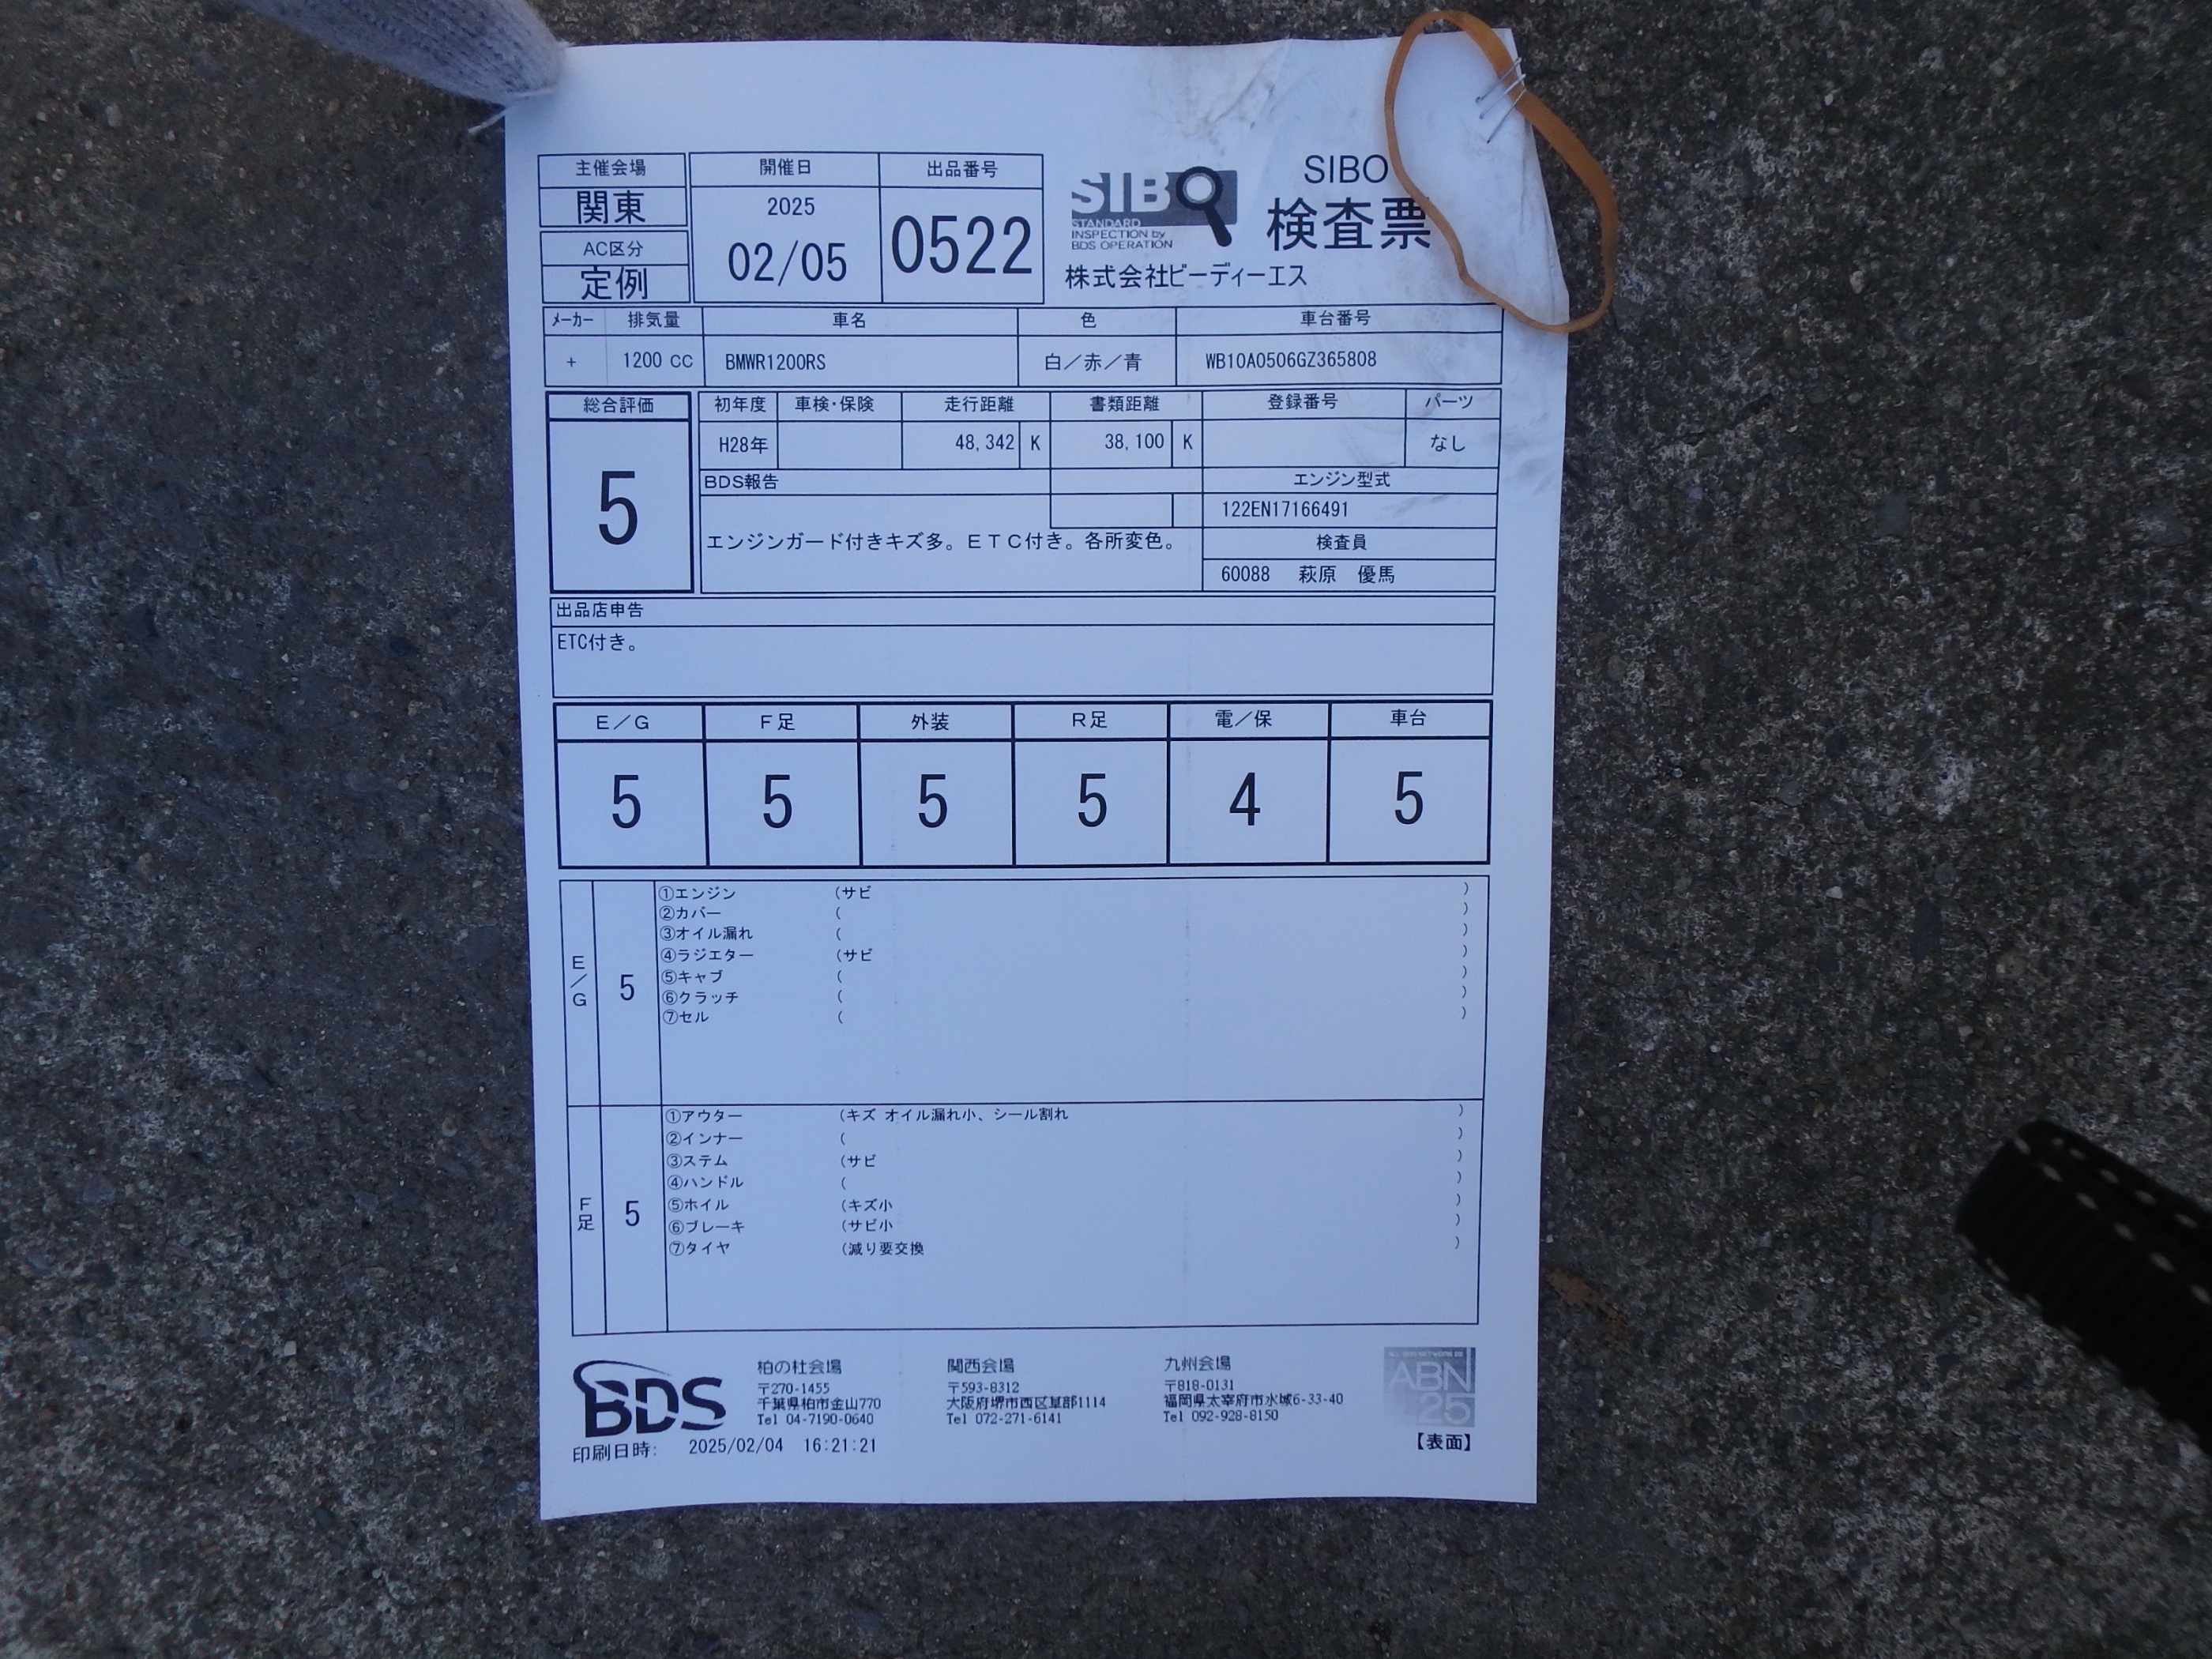 主催会場 開催日 出品番号
関東 2025 02/05 0522
AC区分
定例
SIBO
STANDARD
INSPECTION by
BDS OPERATION
SIBO
検査票
株式会社ビーディーエス
メーカー 排気量 車名 色 車台番号
+ 1200 CC BMWR1200RS 白／赤／青 WB10A0506GZ365808
総合評価 初年度 車検・保険 走行距離 書類距離 登録番号 パーツ
5 H28年 48,342 K 38,100 K なし
BDS報告 エンジン型式
122EN17166491
エンジンガード付きキズ多。ＥＴＣ付き。各所変色。 検査員
60088 萩原 優馬
出品店申告
ETC付き。
Ｅ／Ｇ Ｆ足 外装 Ｒ足 電／保 車台
5 5 5 5 4 5
Ｅ／Ｇ 5
①エンジン (サビ )
②カバー ( )
③オイル漏れ ( )
④ラジエター (サビ )
⑤キャブ ( )
⑥クラッチ ( )
⑦セル ( )
Ｆ足 5
①アウター (キズ オイル漏れ小、シール割れ )
②インナー ( )
③ステム (サビ )
④ハンドル ( )
⑤ホイル (キズ小 )
⑥ブレーキ (サビ小 )
⑦タイヤ (減り要交換 )
BDS
柏の杜会場
〒270-1455
千葉県柏市金山770
Tel 04-7190-0640
関西会場
〒593-8312
大阪府堺市西区草部1114
Tel 072-271-6141
九州会場
〒818-0131
福岡県太宰府市水城6-33-40
Tel 092-928-8150
ABN
25
印刷日時: 2025/02/04 16:21:21
【表面】